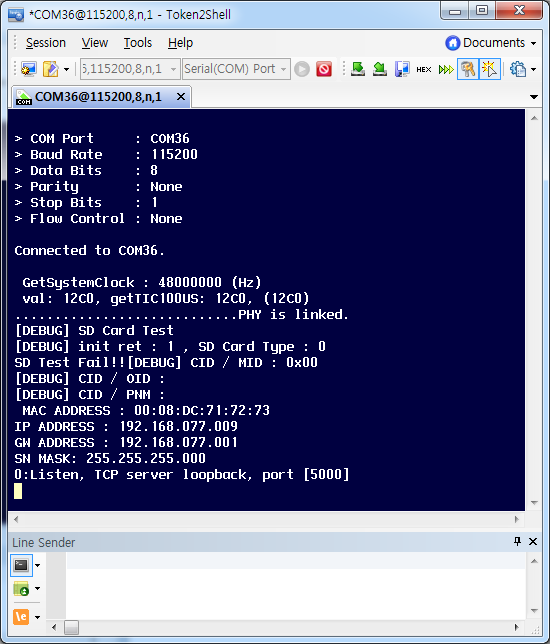 *COM36@115200,8,n,1 - Token2Shell
Session View Tools Help Documents
5,115200,8,n,1 Serial(COM) Port HEX
COM36@115200,8,n,1
> COM Port : COM36
> Baud Rate : 115200
> Data Bits : 8
> Parity : None
> Stop Bits : 1
> Flow Control : None
Connected to COM36.
GetSystemClock : 48000000 (Hz)
val: 12C0, getTIC100US: 12C0, (12C0)
............................PHY is linked.
[DEBUG] SD Card Test
[DEBUG] init ret : 1 , SD Card Type : 0
SD Test Fail!![DEBUG] CID / MID : 0x00
[DEBUG] CID / OID :
[DEBUG] CID / PNM :
MAC ADDRESS : 00:08:DC:71:72:73
IP ADDRESS : 192.168.077.009
GW ADDRESS : 192.168.077.001
SN MASK: 255.255.255.000
0:Listen, TCP server loopback, port [5000]
Line Sender
\e